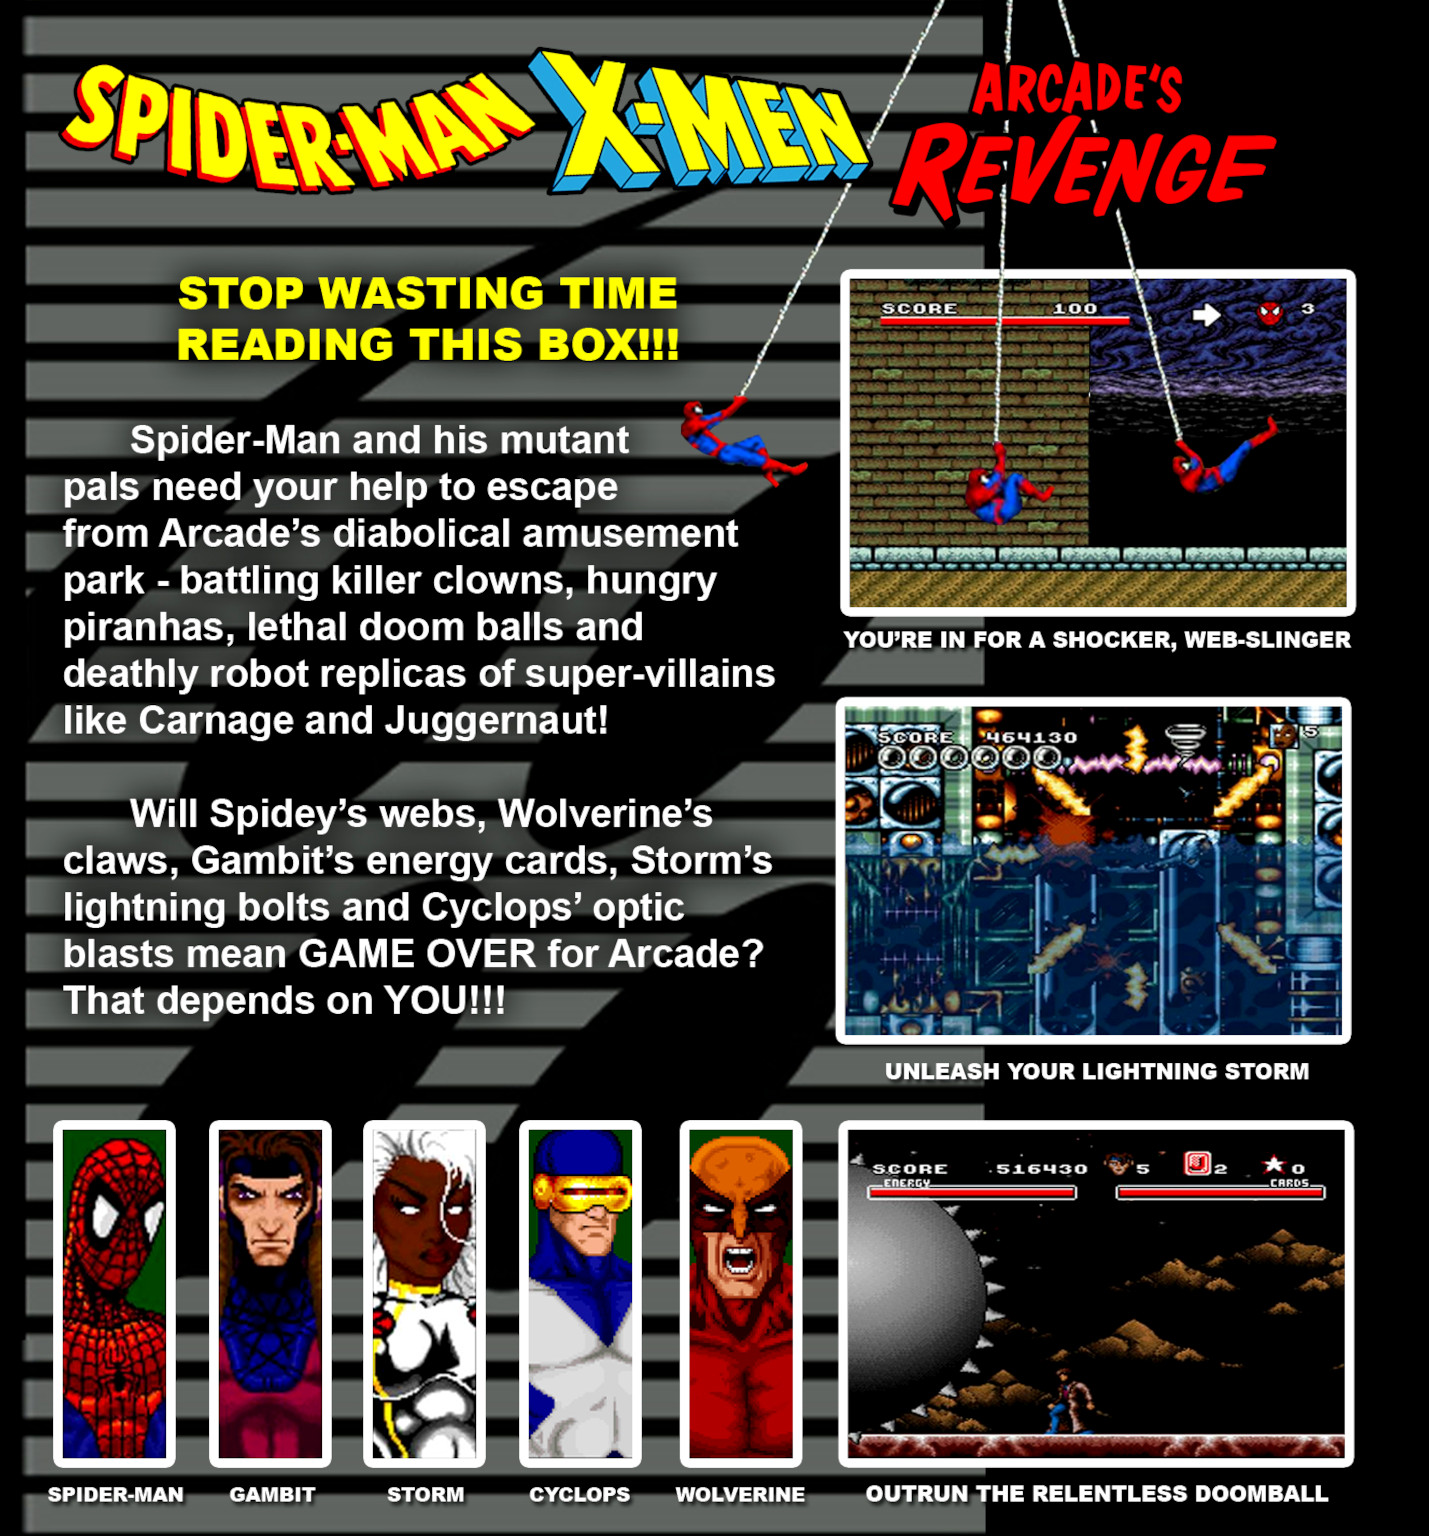 SPIDER-MAN X-MEN ARCADE'S
REVENGE
STOP WASTING TIME
READING THIS BOX!!!
Spider-Man and his mutant
pals need your help to escape
from Arcade’s diabolical amusement
park - battling killer clowns, hungry
piranhas, lethal doom balls and
deathly robot replicas of super-villains
like Carnage and Juggernaut!
Will Spidey’s webs, Wolverine’s
claws, Gambit’s energy cards, Storm’s
lightning bolts and Cyclops’ optic
blasts mean GAME OVER for Arcade?
That depends on YOU!!!
SCORE 100 3
YOU’RE IN FOR A SHOCKER, WEB-SLINGER
SCORE 464130 5
UNLEASH YOUR LIGHTNING STORM
SCORE 516430 5 2 0
ENERGY CARDS
OUTRUN THE RELENTLESS DOOMBALL
SPIDER-MAN
GAMBIT
STORM
CYCLOPS
WOLVERINE